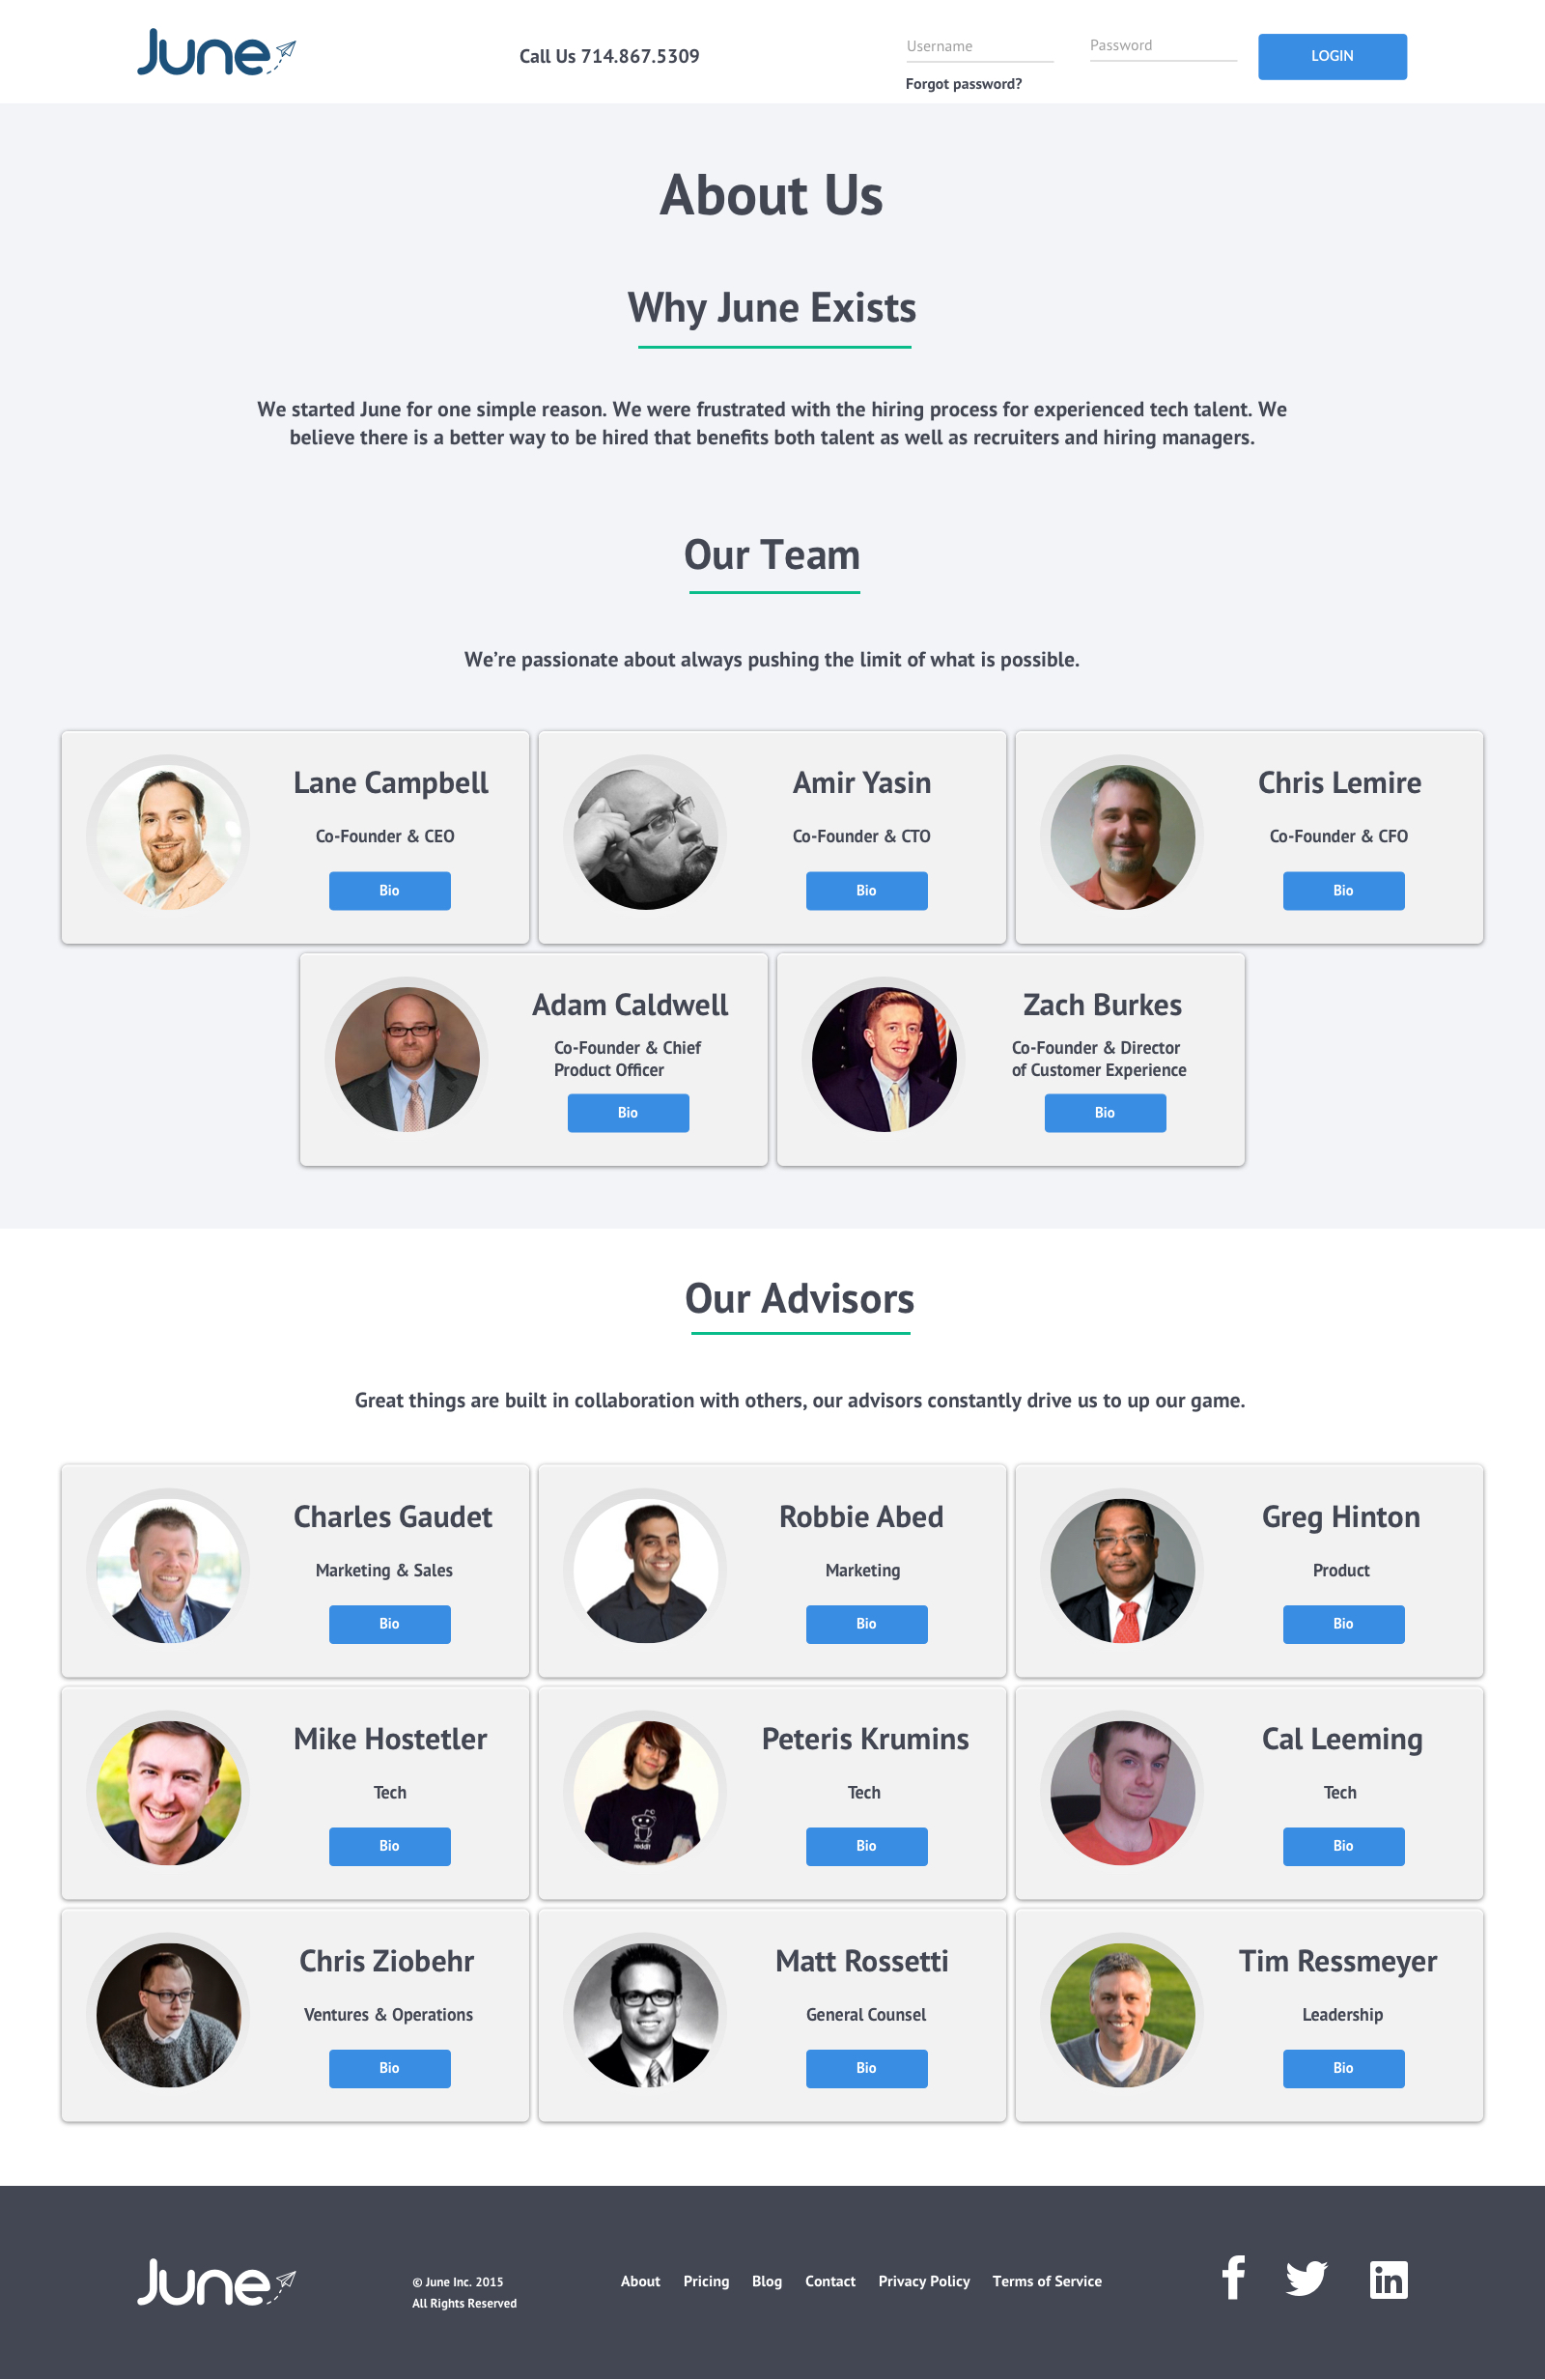 June
Call Us 714.867.5309
Username
Password
LOGIN
Forgot password?
About Us
Why June Exists
We started June for one simple reason. We were frustrated with the hiring process for experienced tech talent. We
believe there is a better way to be hired that benefits both talent as well as recruiters and hiring managers.
Our Team
We're passionate about always pushing the limit of what is possible.
Lane Campbell
Co-Founder & CEO
Bio
Amir Yasin
Co-Founder & CTO
Bio
Chris Lemire
Co-Founder & CFO
Bio
Adam Caldwell
Co-Founder & Chief
Product Officer
Bio
Zach Burkes
Co-Founder & Director
of Customer Experience
Bio
Our Advisors
Great things are built in collaboration with others, our advisors constantly drive us to up our game.
Charles Gaudet
Marketing & Sales
Bio
Robbie Abed
Marketing
Bio
Greg Hinton
Product
Bio
Mike Hostetler
Tech
Bio
Peteris Krumins
Tech
Bio
reddit
Cal Leeming
Tech
Bio
Chris Ziobehr
Ventures & Operations
Bio
Matt Rossetti
General Counsel
Bio
Tim Ressmeyer
Leadership
Bio
June
© June Inc. 2015
All Rights Reserved
About Pricing Blog Contact Privacy Policy Terms of Service
f
in